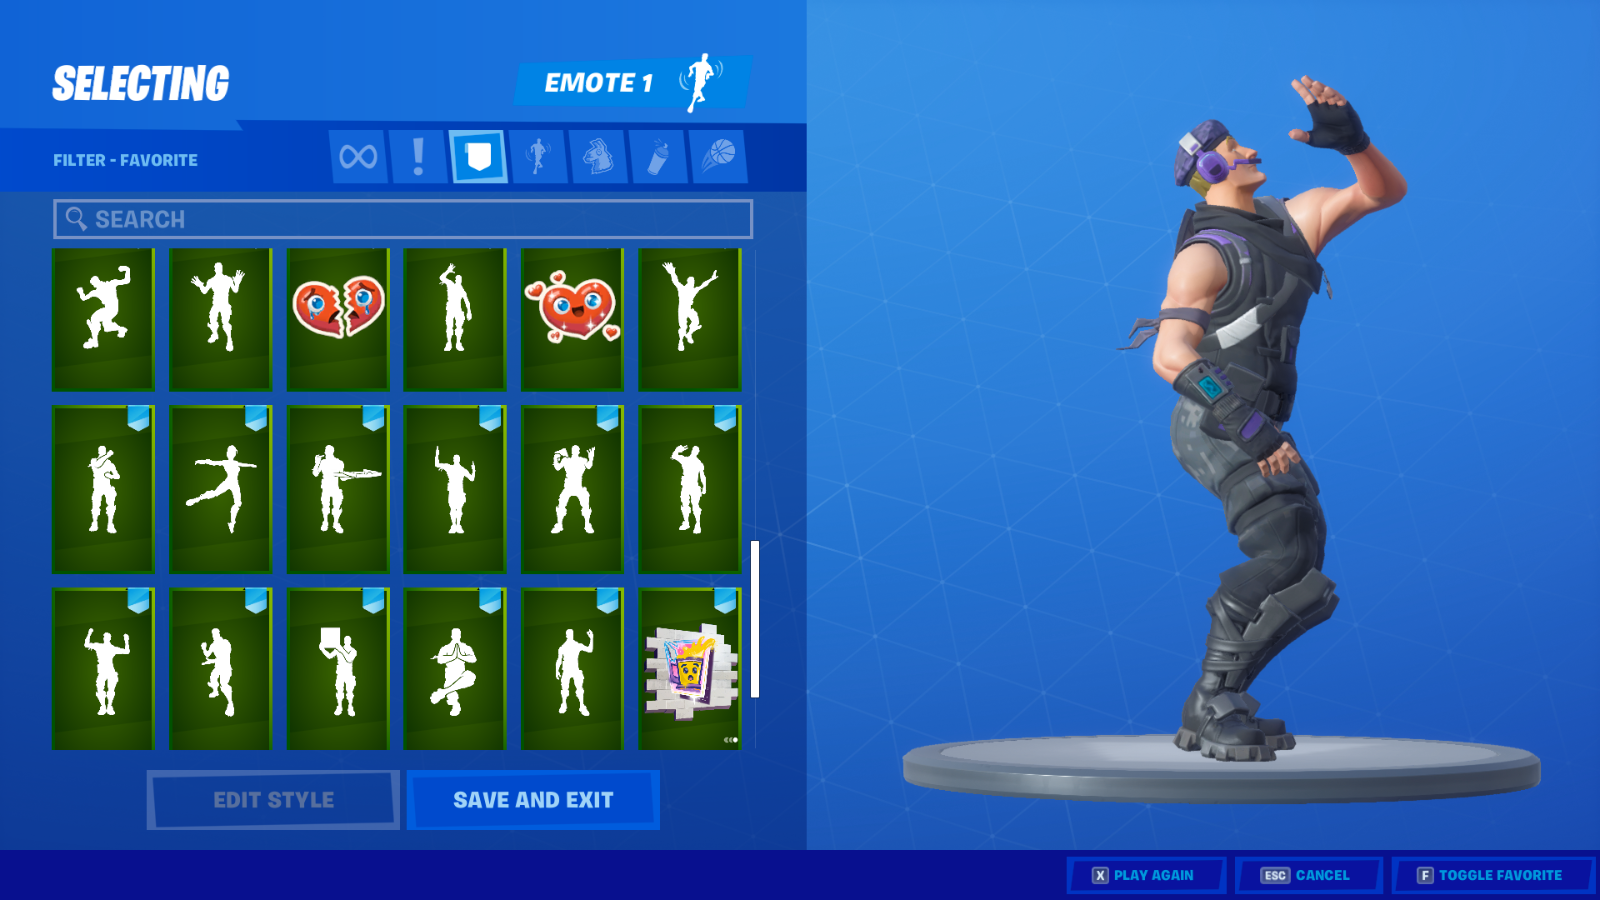 SELECTING
EMOTE 1
FILTER - FAVORITE
SEARCH
EDIT STYLE
SAVE AND EXIT
X PLAY AGAIN
ESC CANCEL
F TOGGLE FAVORITE